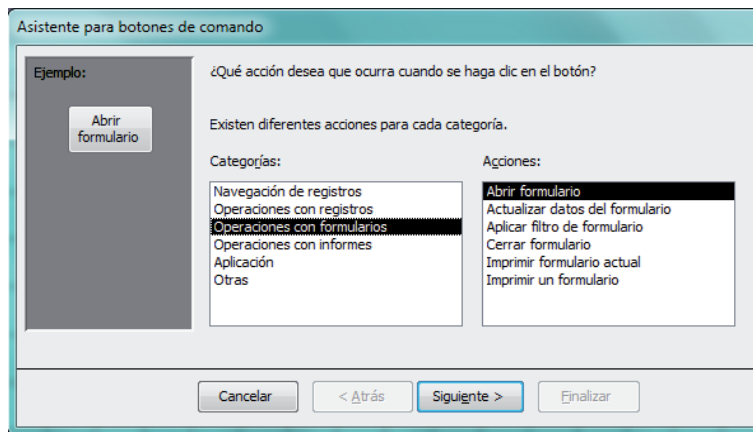 Asistente para botones de comando
Ejemplo:
Abrir
formulario
¿Qué acción desea que ocurra cuando se haga clic en el botón?
Existen diferentes acciones para cada categoría.
Categorías:
Navegación de registros
Operaciones con registros
Operaciones con formularios
Operaciones con informes
Aplicación
Otras
Acciones:
Abrir formulario
Actualizar datos del formulario
Aplicar filtro de formulario
Cerrar formulario
Imprimir formulario actual
Imprimir un formulario
Cancelar
< Atrás
Siguiente >
Finalizar